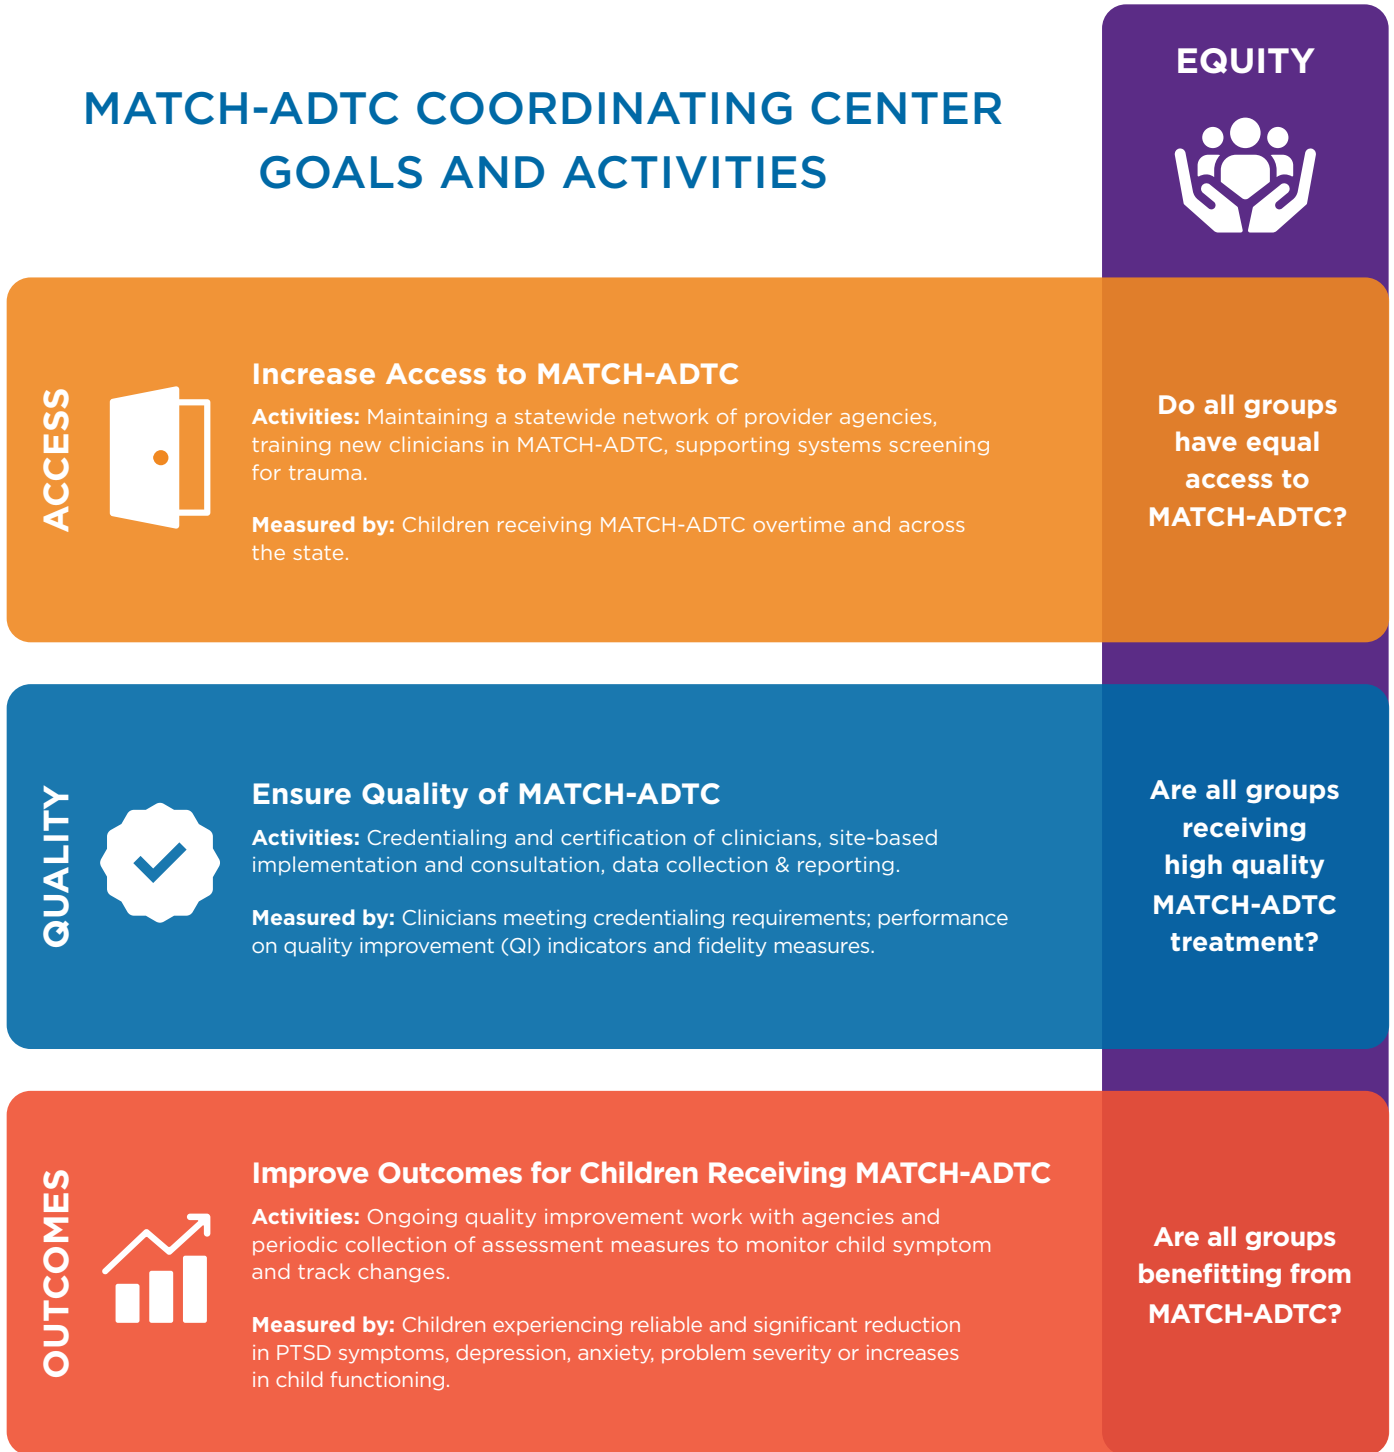 MATCH-ADTC COORDINATING CENTER
GOALS AND ACTIVITIES
EQUITY
ACCESS
Increase Access to MATCH-ADTC
Activities: Maintaining a statewide network of provider agencies,
training new clinicians in MATCH-ADTC, supporting systems screening
for trauma.
Measured by: Children receiving MATCH-ADTC overtime and across
the state.
Do all groups
have equal
access to
MATCH-ADTC?
QUALITY
Ensure Quality of MATCH-ADTC
Activities: Credentialing and certification of clinicians, site-based
implementation and consultation, data collection & reporting.
Measured by: Clinicians meeting credentialing requirements; performance
on quality improvement (QI) indicators and fidelity measures.
Are all groups
receiving
high quality
MATCH-ADTC
treatment?
OUTCOMES
Improve Outcomes for Children Receiving MATCH-ADTC
Activities: Ongoing quality improvement work with agencies and
periodic collection of assessment measures to monitor child symptom
and track changes.
Measured by: Children experiencing reliable and significant reduction
in PTSD symptoms, depression, anxiety, problem severity or increases
in child functioning.
Are all groups
benefitting from
MATCH-ADTC?